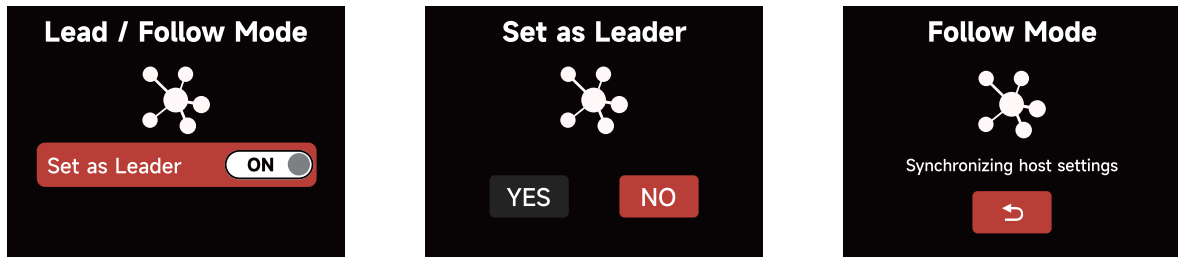 Lead / Follow Mode
Set as Leader
ON
Set as Leader
YES
NO
Follow Mode
Synchronizing host settings